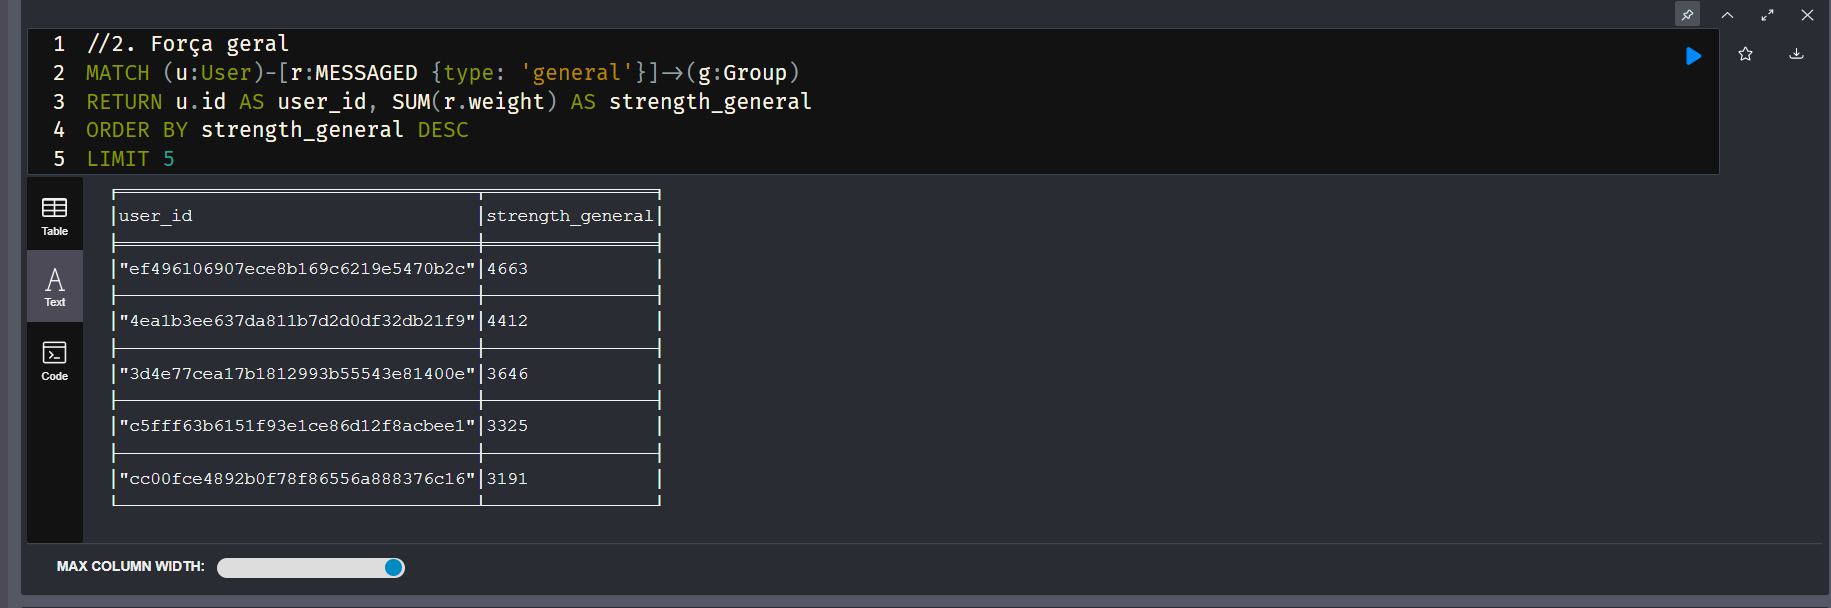 1 //2. Força geral
2 MATCH (u:User)-[r:MESSAGED {type: 'general'}]->(g:Group)
3 RETURN u.id AS user_id, SUM(r.weight) AS strength_general
4 ORDER BY strength_general DESC
5 LIMIT 5
Table
Text
Code
user_id strength_general
"ef496106907ece8b169c6219e5470b2c" 4663
"4ea1b3ee637da811b7d2d0df32db21f9" 4412
"3d4e77cea17b1812993b55543e81400e" 3646
"c5fff63b6151f93e1ce86d12f8acbee1" 3325
"cc00fce4892b0f78f86556a888376c16" 3191
MAX COLUMN WIDTH: